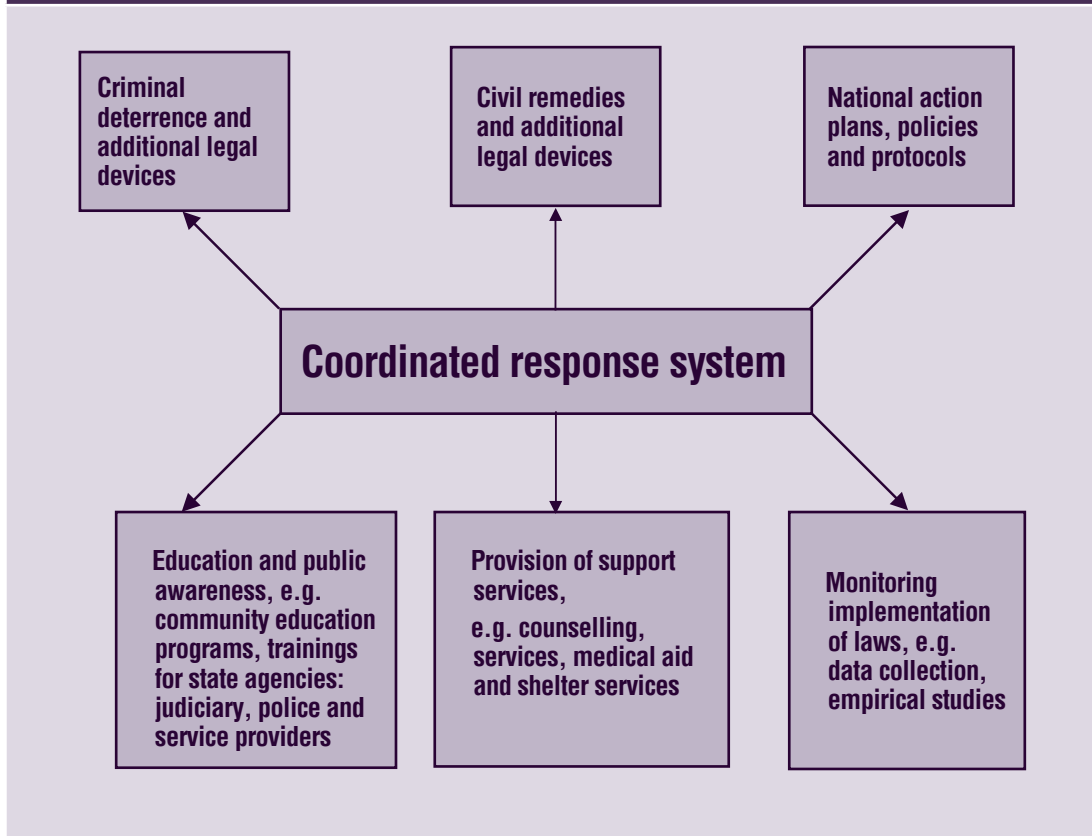 Criminal
deterrence and
additional legal
devices
Civil remedies
and additional
legal devices
National action
plans, policies
and protocols
Coordinated response system
Education and public
awareness, e.g.
community education
programs, trainings
for state agencies:
judiciary, police and
service providers
Provision of support
services,
e.g. counselling,
services, medical aid
and shelter services
Monitoring
implementation
of laws, e.g.
data collection,
empirical studies